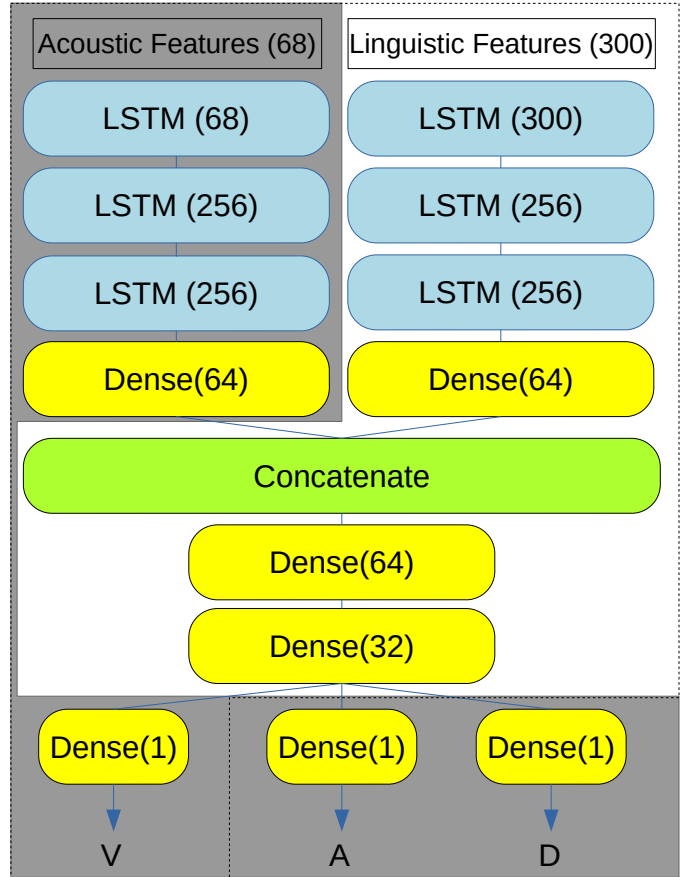 Acoustic Features (68)
Linguistic Features (300)
LSTM (68)
LSTM (300)
LSTM (256)
LSTM (256)
LSTM (256)
LSTM (256)
Dense(64)
Dense(64)
Concatenate
Dense(64)
Dense(32)
Dense(1)
Dense(1)
Dense(1)
V
A
D